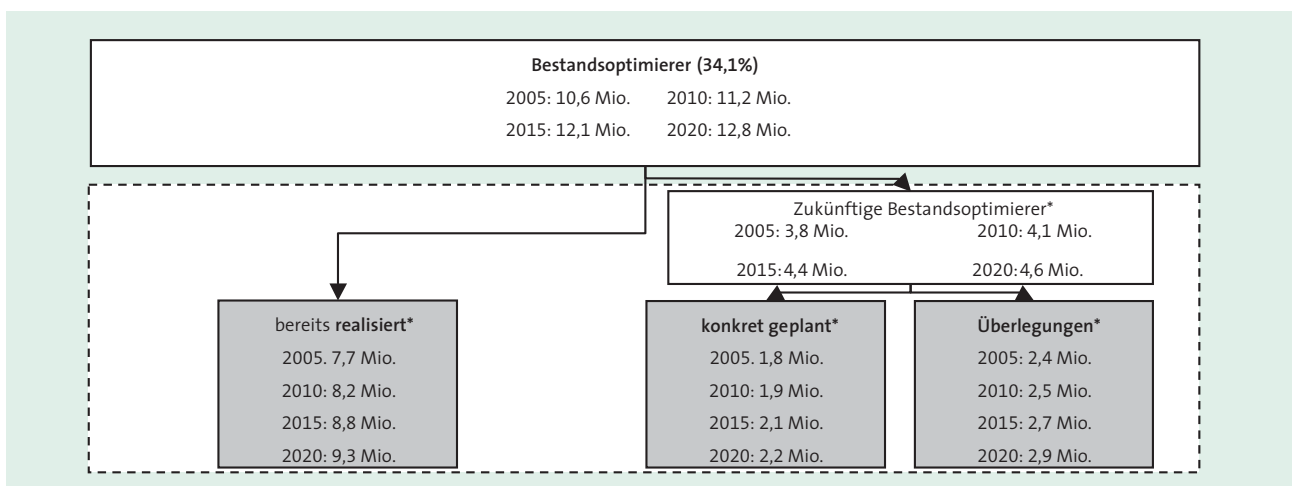 Bestandsoptimierer (34,1%)
2005: 10,6 Mio. 2010: 11,2 Mio.
2015: 12,1 Mio. 2020: 12,8 Mio.
Zukünftige Bestandsoptimierer*
2005: 3,8 Mio. 2010: 4,1 Mio.
2015: 4,4 Mio. 2020: 4,6 Mio.
bereits realisiert*
2005. 7,7 Mio.
2010: 8,2 Mio.
2015: 8,8 Mio.
2020: 9,3 Mio.
konkret geplant*
2005. 1,8 Mio.
2010: 1,9 Mio.
2015: 2,1 Mio.
2020: 2,2 Mio.
Überlegungen*
2005: 2,4 Mio.
2010: 2,5 Mio.
2015: 2,7 Mio.
2020: 2,9 Mio.